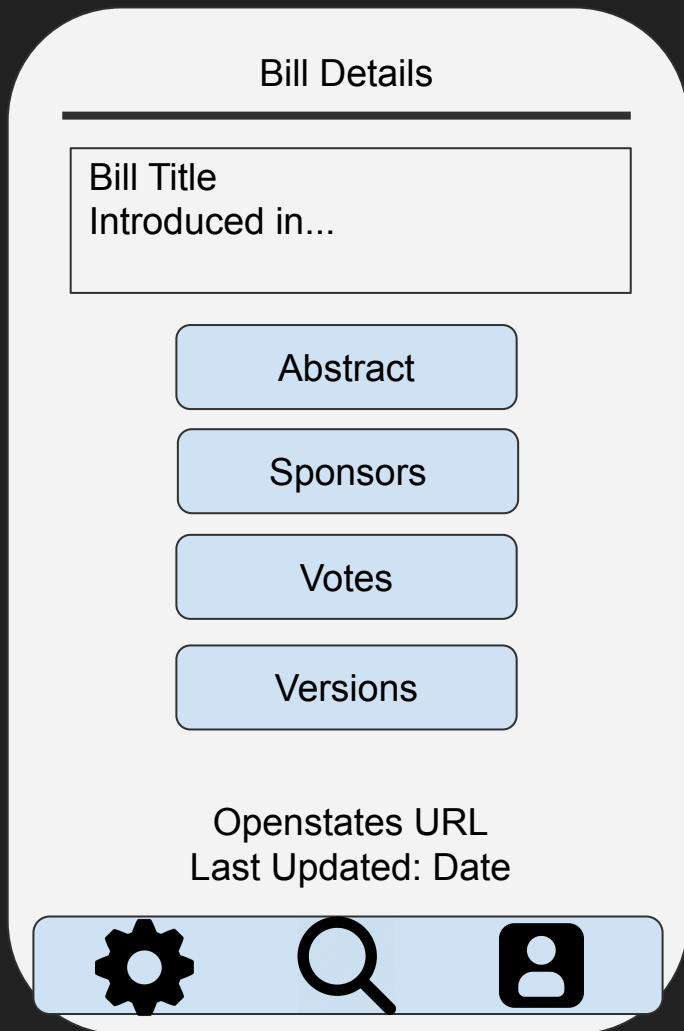 Bill Details
Bill Title
Introduced in...
Abstract
Sponsors
Votes
Versions
Openstates URL
Last Updated: Date